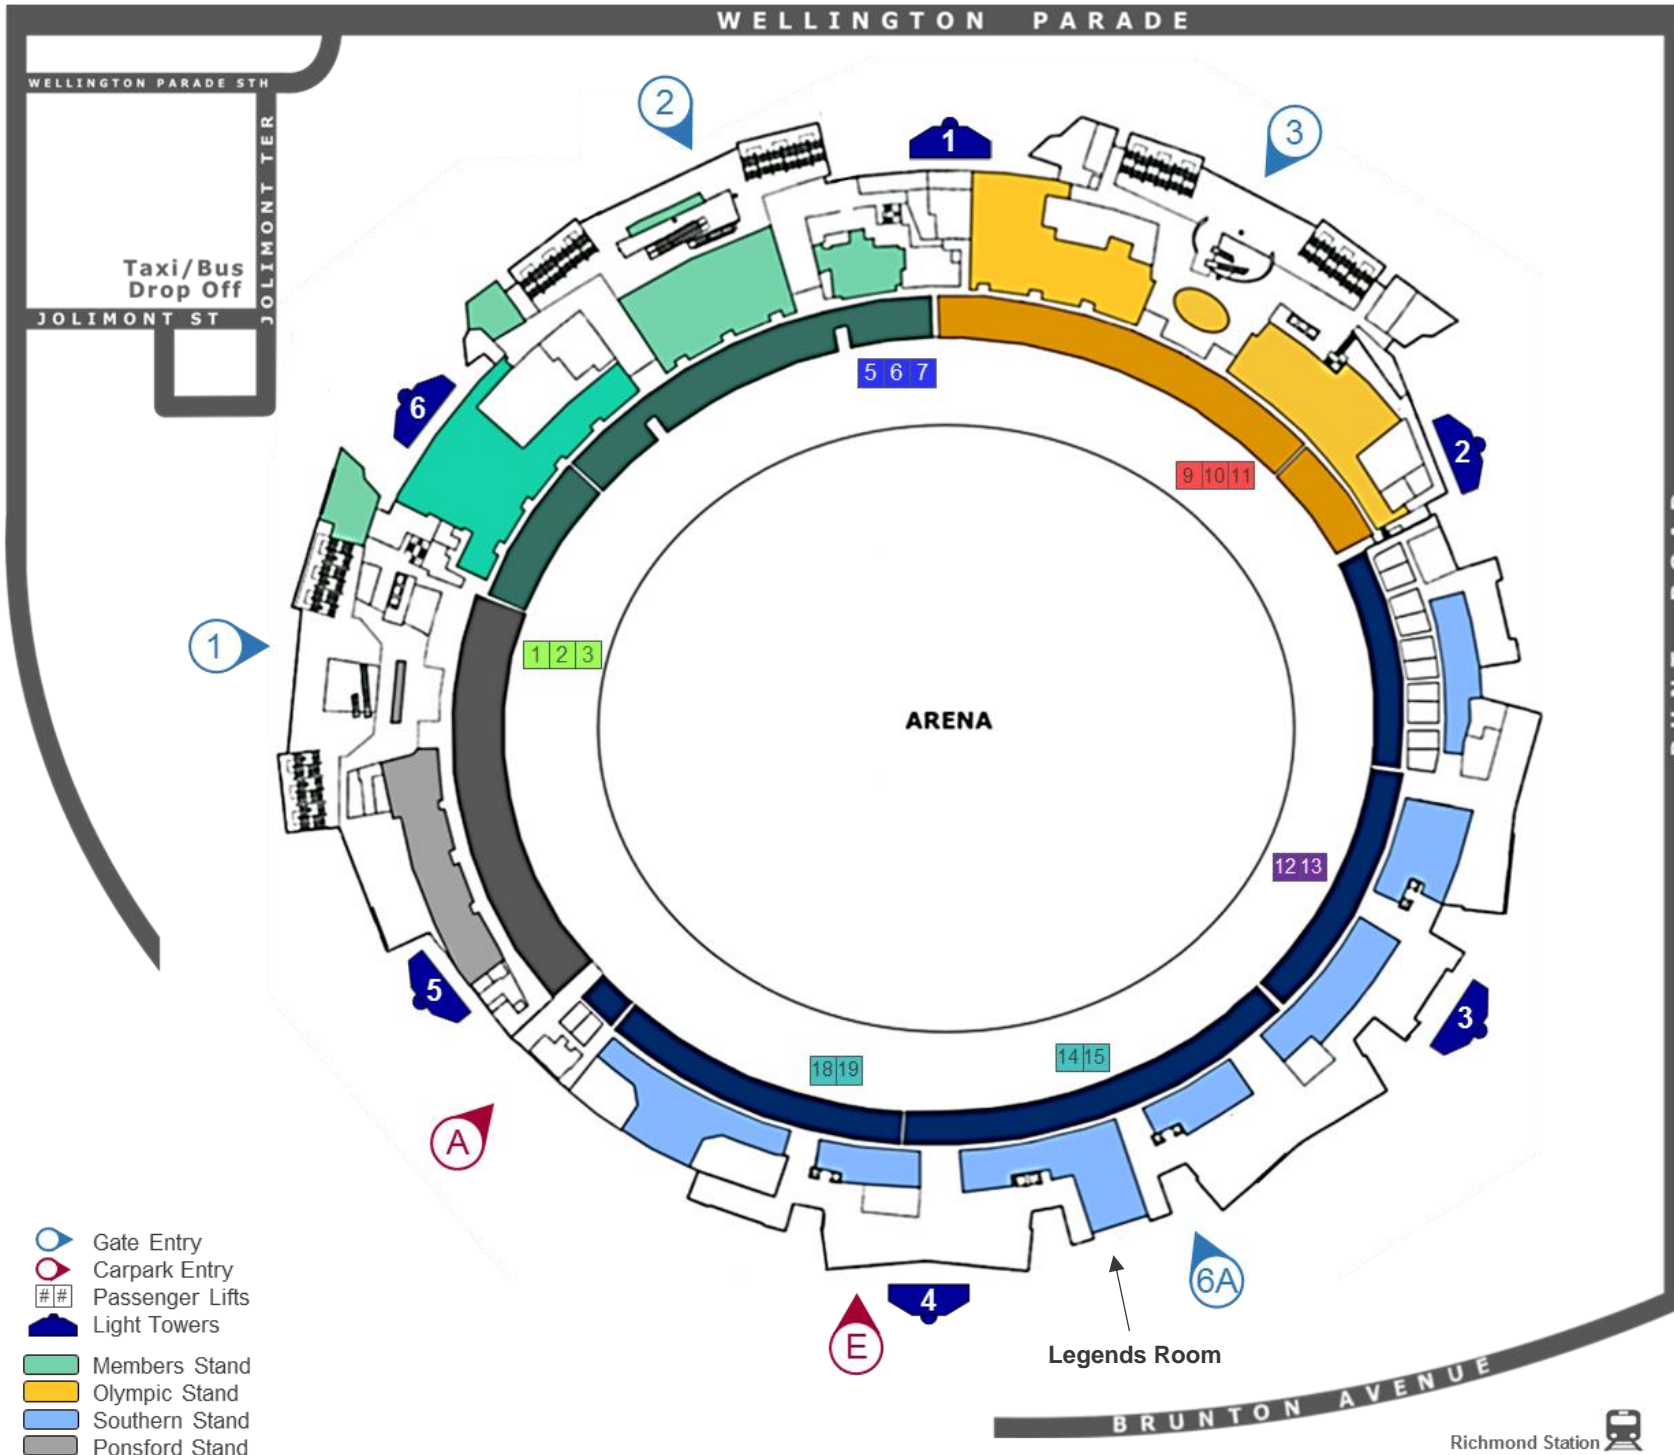 WELLINGTON PARADE
WELLINGTON PARADE STH
JOLIMONT TER
Taxi/Bus
Drop Off
JOLIMONT ST
2
1
3
6
5 6 7
2
9 10 11
1
1 2 3
ARENA
12 13
5
3
14 15
18 19
A
6A
4
E
Legends Room
Gate Entry
Carpark Entry
## Passenger Lifts
Light Towers
Members Stand
Olympic Stand
Southern Stand
Ponsford Stand
BRUNTON AVENUE
Richmond Station